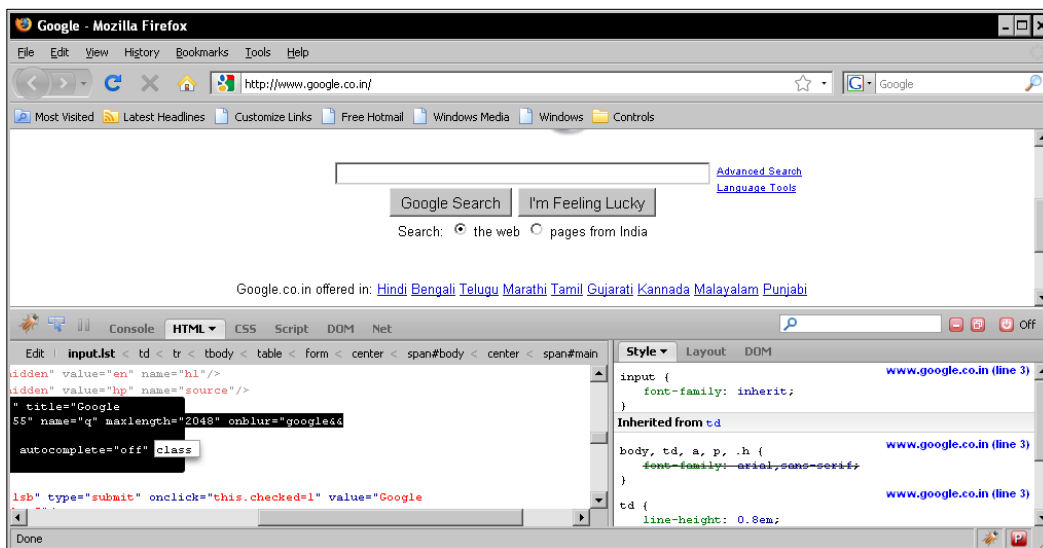 Google - Mozilla Firefox
File Edit View History Bookmarks Tools Help
http://www.google.co.in/
G Google
Most Visited Latest Headlines Customize Links Free Hotmail Windows Media Windows Controls
Advanced Search
Language Tools
Google Search I'm Feeling Lucky
Search: the web pages from India
Google.co.in offered in: Hindi Bengali Telugu Marathi Tamil Gujarati Kannada Malayalam Punjabi
Console HTML CSS Script DOM Net
Off
Edit input.lst < td < tr < tbody < table < form < center < span#body < center < span#main
idden" value="en" name="hl"/>
idden" value="hp" name="source"/>
" title="Google
55" name="q" maxlength="2048" onblur="google&&
autocomplete="off" class
lsb" type="submit" onclick="this.checked=1" value="Google
Style Layout DOM
input { www.google.co.in (line 3)
font-family: inherit;
}
Inherited from td
body, td, a, p, .h { www.google.co.in (line 3)
font-family: arial,sans-serif;
}
www.google.co.in (line 3)
td {
line-height: 0.8em;
Done
P